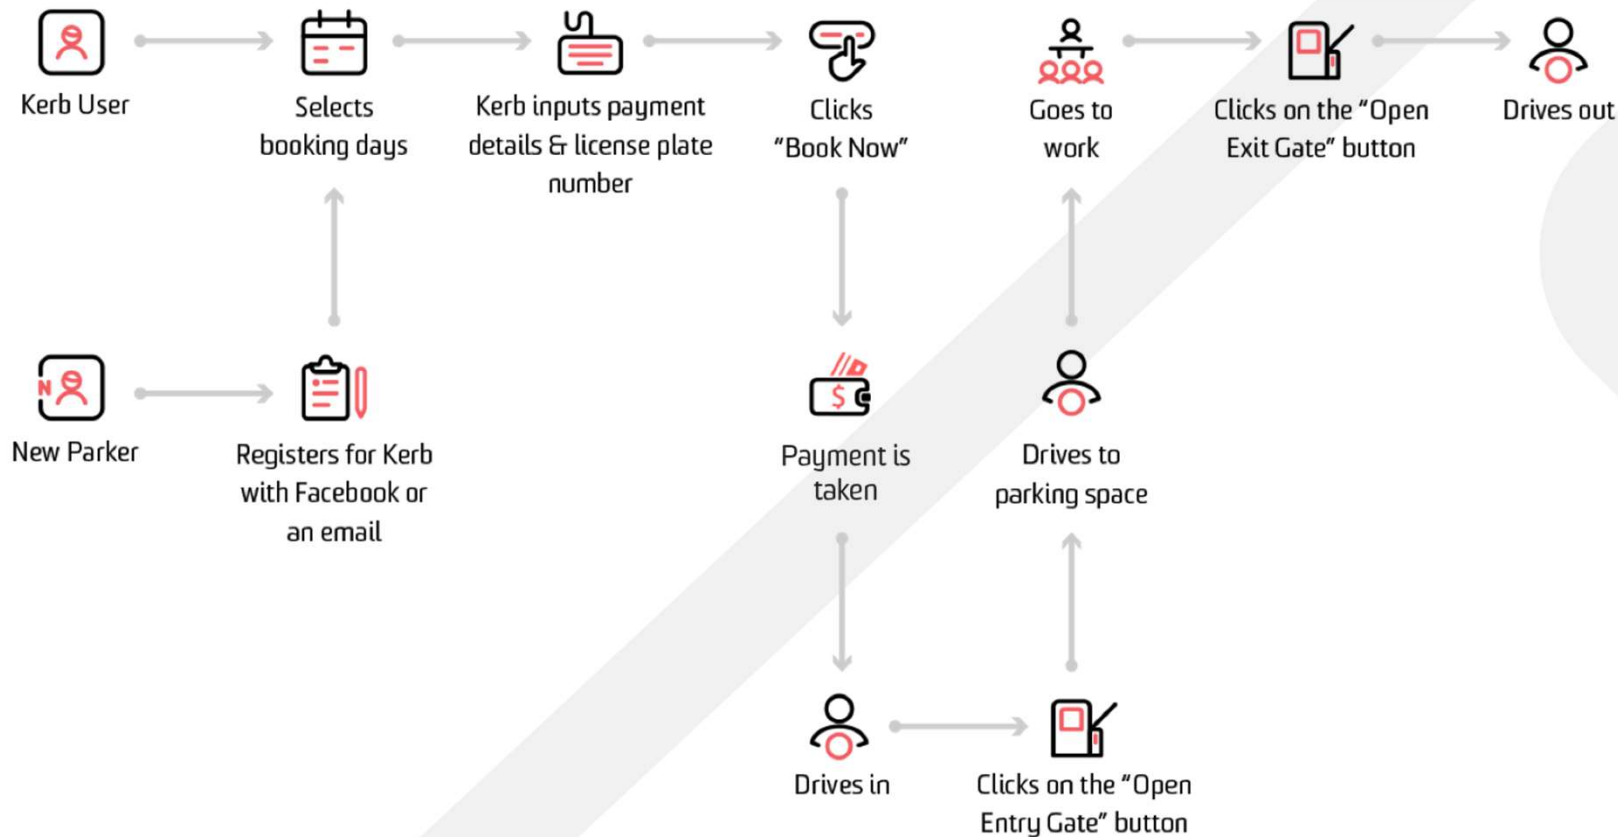 Kerb User
Selects
booking days
Kerb inputs payment
details & license plate
number
Clicks
"Book Now"
Goes to
work
Clicks on the "Open
Exit Gate" button
Drives out
N
New Parker
Registers for Kerb
with Facebook or
an email
$
Payment is
taken
Drives to
parking space
Drives in
Clicks on the "Open
Entry Gate" button